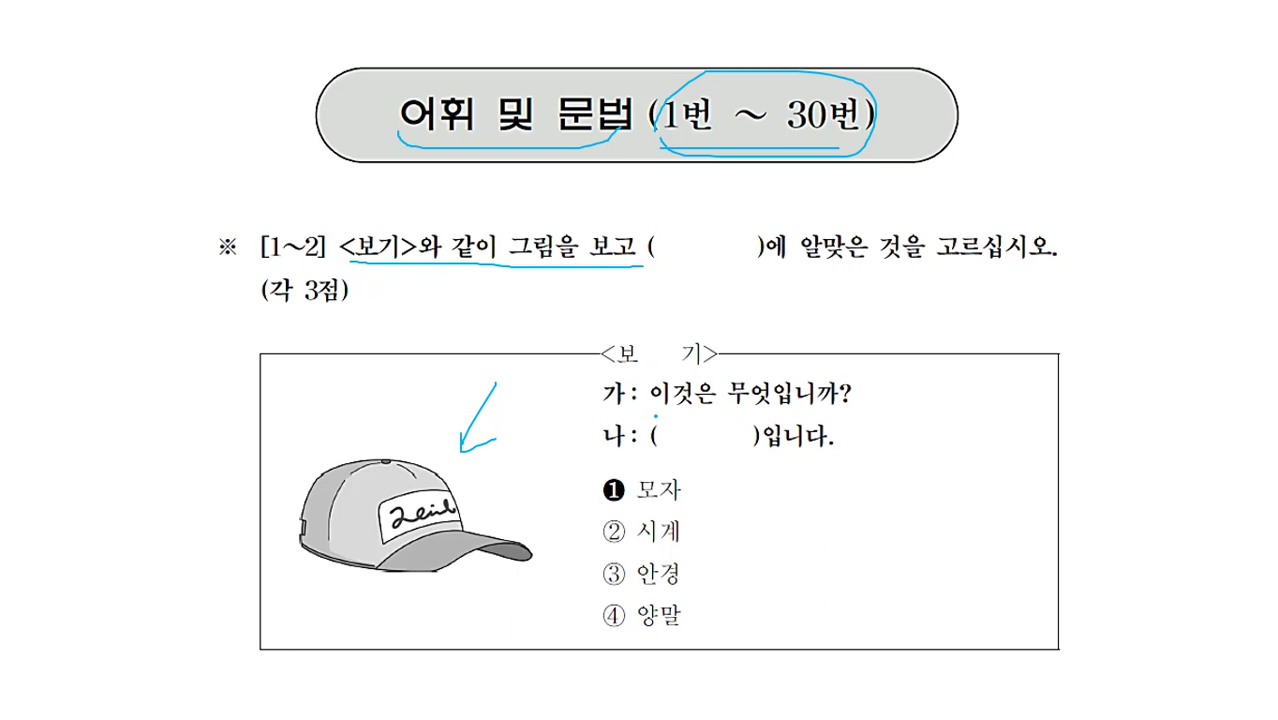 어휘 및 문법 (1번 ～ 30번)
※ [1～2] <보기>와 같이 그림을 보고 (      )에 알맞은 것을 고르십시오.
(각 3점)
<보 기>
가: 이것은 무엇입니까?
나: (      )입니다.
❶ 모자
② 시계
③ 안경
④ 양말